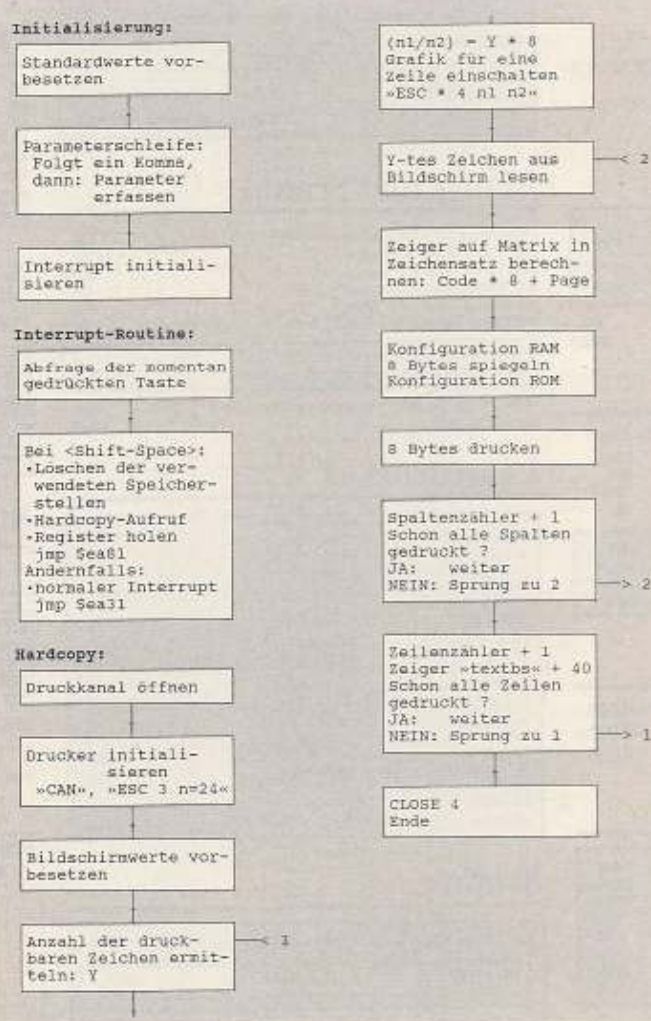 Initialisierung:
Standardwerte vor-
besetzen
Parameterschleife:
Folgt ein Komma,
dann: Parameter
erfassen
Interrupt initiali-
sieren
Interrupt-Routine:
Abfrage der momentan
gedrückten Taste
Bei <Shift-Space>:
·Löschen der ver-
wendeten Speicher-
stellen
·Hardcopy-Aufruf
·Register holen
jmp $ea81
Andernfalls:
·normaler Interrupt
jmp $ea31
Hardcopy:
Druckkanal öffnen
Drucker initiali-
sieren
»CAN«, »ESC 3 n=24«
Bildschirmwerte vor-
besetzen
Anzahl der druck-
baren Zeichen ermit-
teln: Y
< 1
(n1/n2) = Y * 8
Grafik für eine
Zeile einschalten
»ESC * 4 n1 n2«
Y-tes Zeichen aus
Bildschirm lesen
< 2
Zeiger auf Matrix in
Zeichensatz berech-
nen: Code * 8 + Page
Konfiguration RAM
8 Bytes spiegeln
Konfiguration ROM
8 Bytes drucken
Spaltenzähler + 1
Schon alle Spalten
gedruckt ?
JA: weiter
NEIN: Sprung zu 2
> 2
Zeilenzähler + 1
Zeiger »textbs« + 40
Schon alle Zeilen
gedruckt ?
JA: weiter
NEIN: Sprung zu 1
> 1
CLOSE 4
Ende